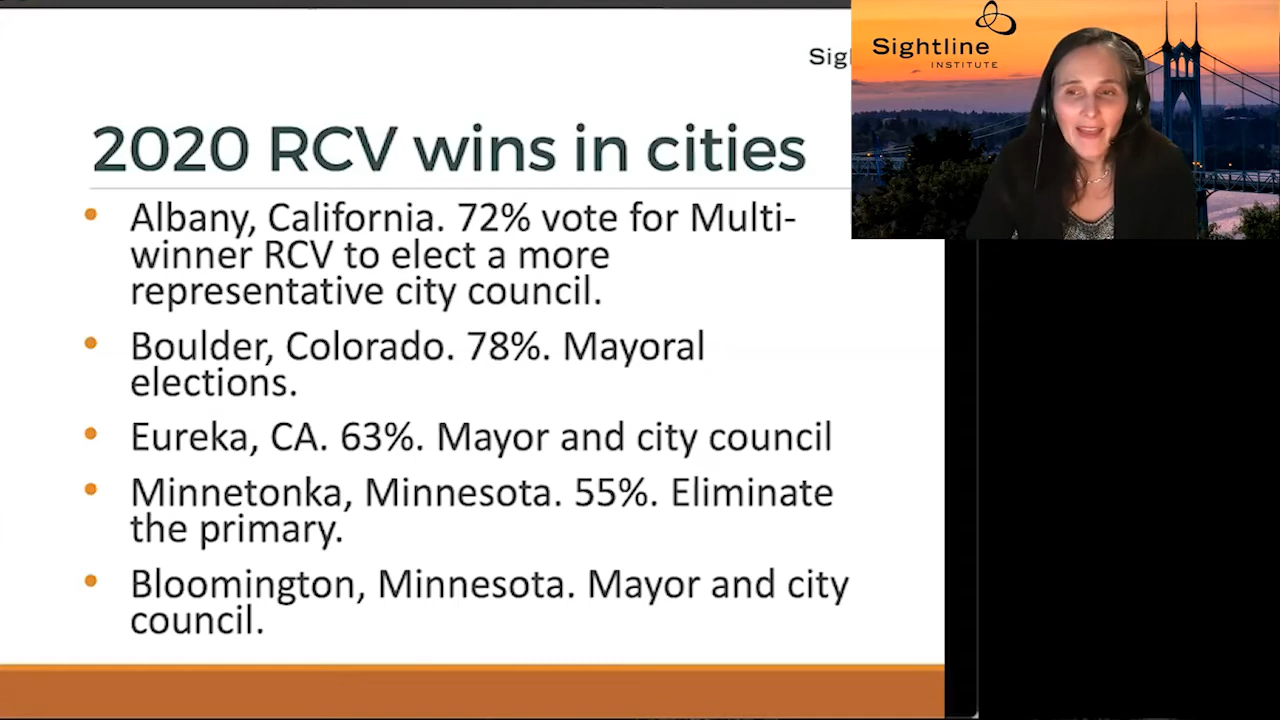 Sightline
INSTITUTE
2020 RCV wins in cities
• Albany, California. 72% vote for Multi-
winner RCV to elect a more
representative city council.
• Boulder, Colorado. 78%. Mayoral
elections.
• Eureka, CA. 63%. Mayor and city council
• Minnetonka, Minnesota. 55%. Eliminate
the primary.
• Bloomington, Minnesota. Mayor and city
council.